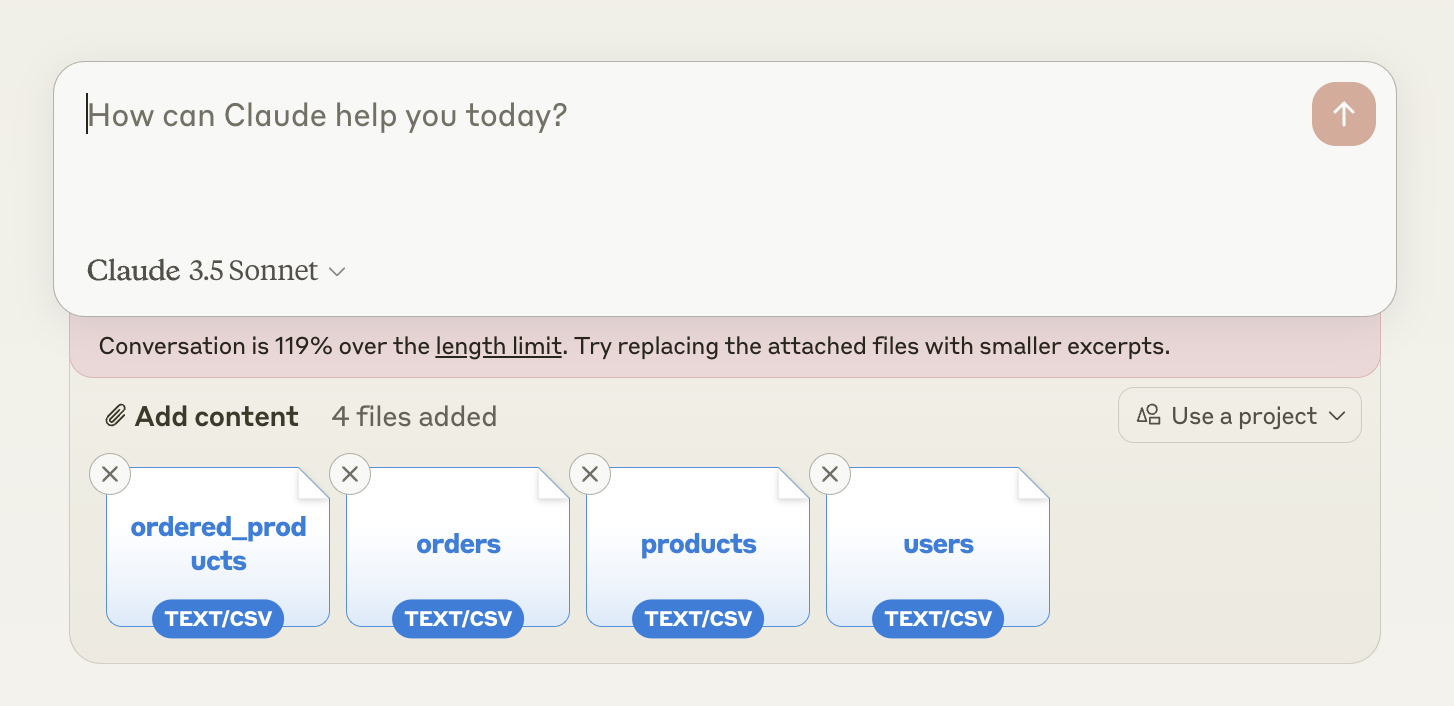 How can Claude help you today?
Claude 3.5 Sonnet
Conversation is 119% over the length limit. Try replacing the attached files with smaller excerpts.
Add content 4 files added
Use a project
ordered_prod
ucts
TEXT/CSV
orders
TEXT/CSV
products
TEXT/CSV
users
TEXT/CSV